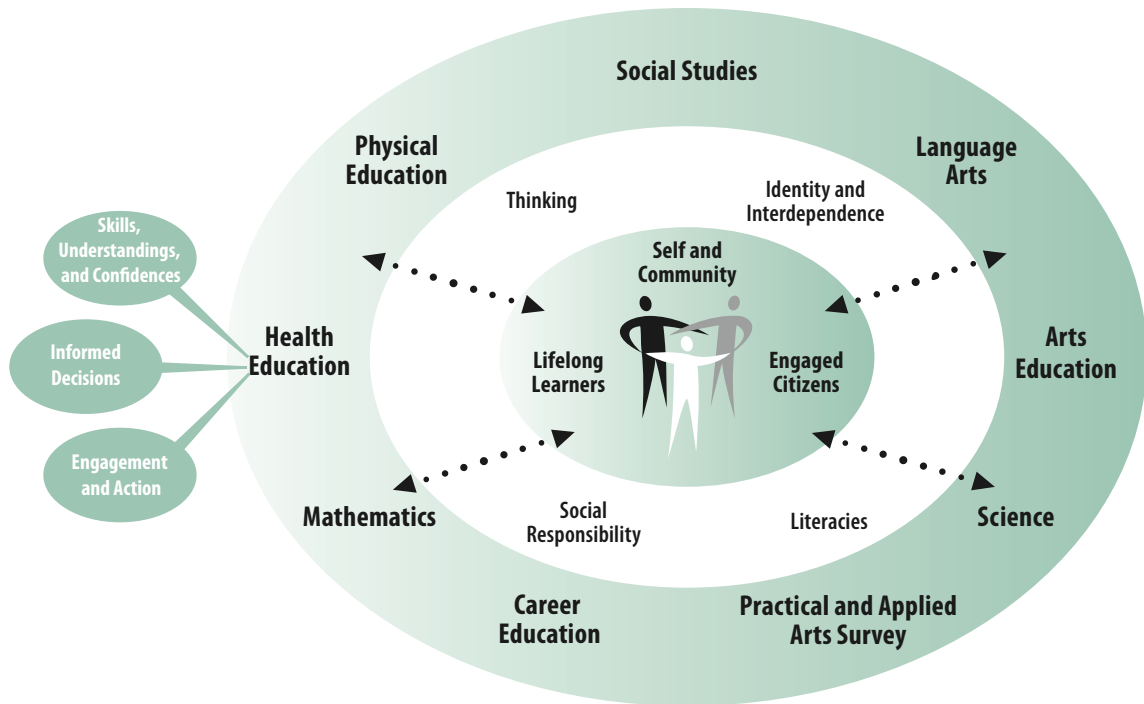 Social Studies
Physical
Education
Language
Arts
Thinking
Identity and
Interdependence
Skills,
Understandings,
and Confidences
Self and
Community
Health
Education
Informed
Decisions
Lifelong
Learners
Engaged
Citizens
Arts
Education
Engagement
and Action
Mathematics
Social
Responsibility
Literacies
Science
Career
Education
Practical and Applied
Arts Survey